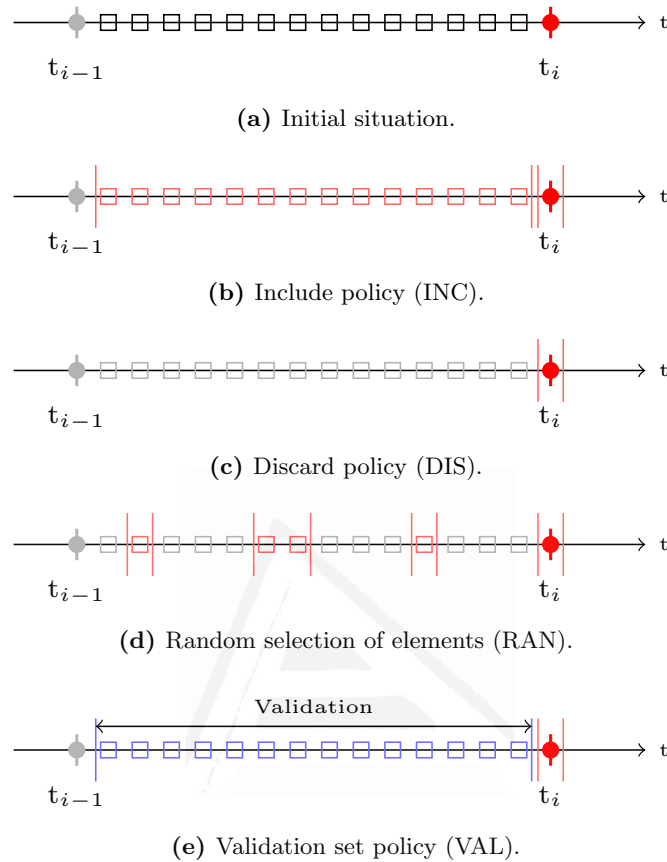 t
t_{i−1} t_i
(a) Initial situation.
t
t_{i−1} t_i
(b) Include policy (INC).
t
t_{i−1} t_i
(c) Discard policy (DIS).
t
t_{i−1} t_i
(d) Random selection of elements (RAN).
Validation
t
t_{i−1} t_i
(e) Validation set policy (VAL).